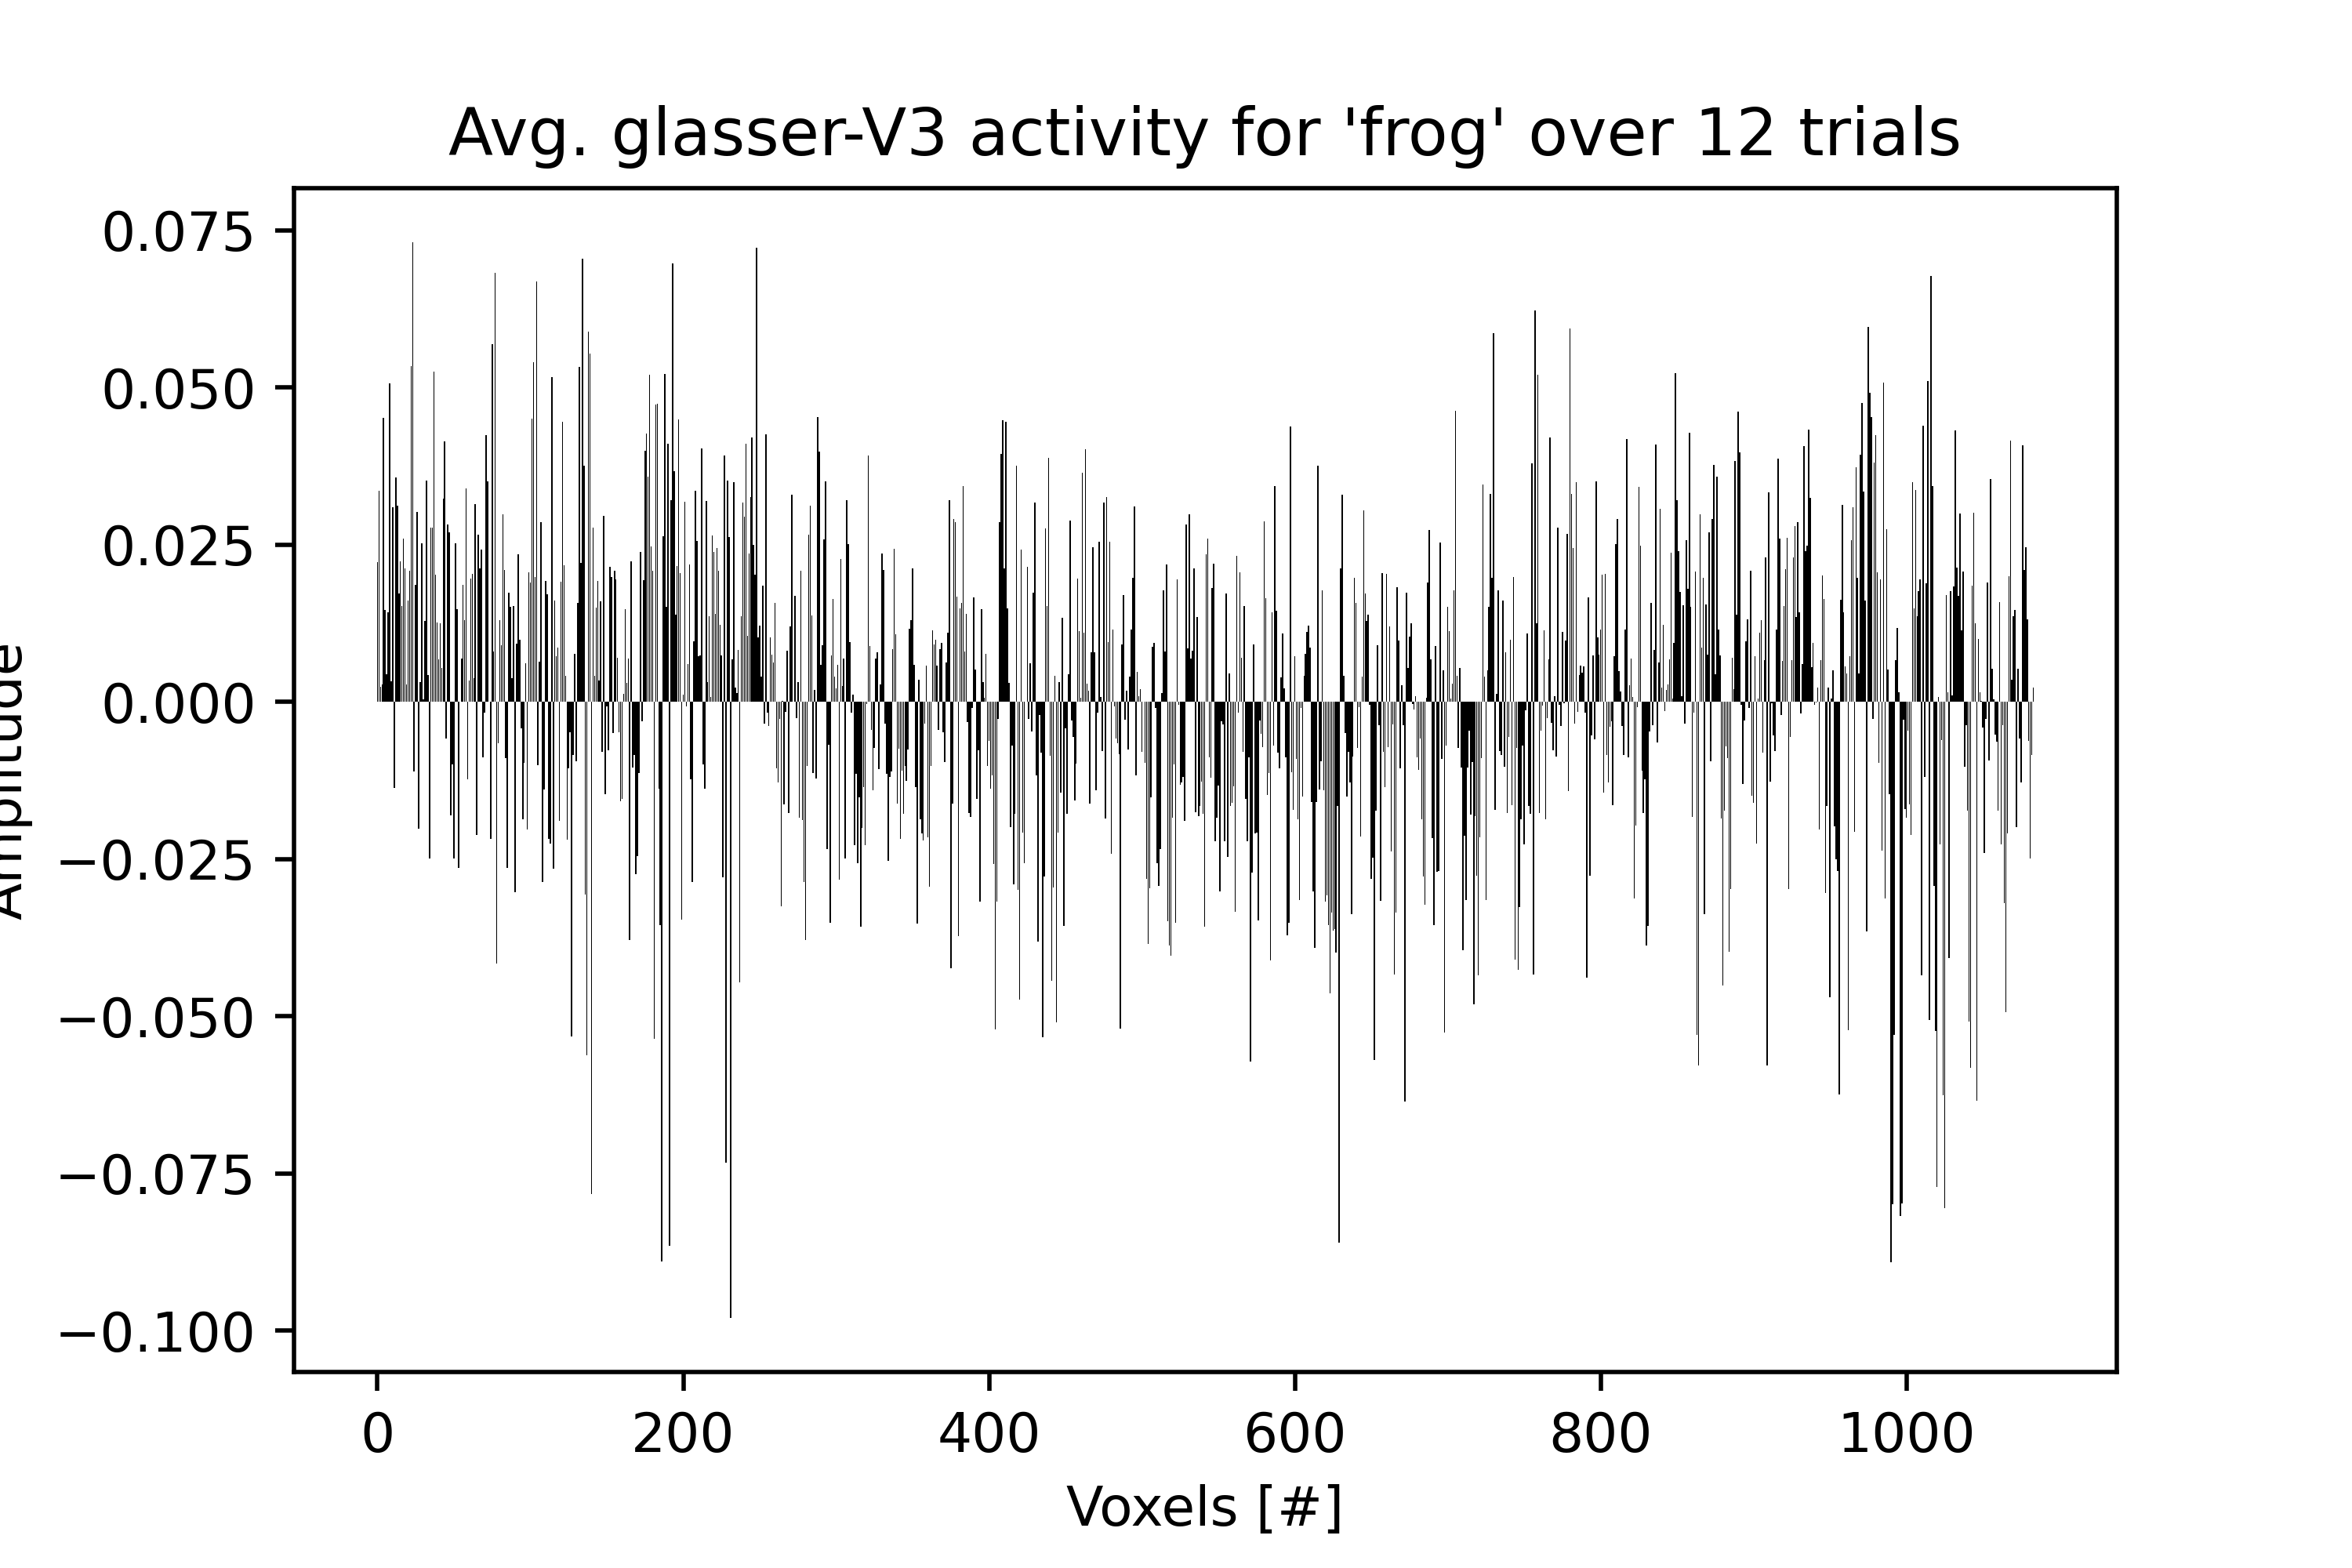 Avg. glasser-V3 activity for 'frog' over 12 trials
0.075
0.050
0.025
0.000
−0.025
−0.050
−0.075
−0.100
Amplitude
0 200 400 600 800 1000
Voxels [#]